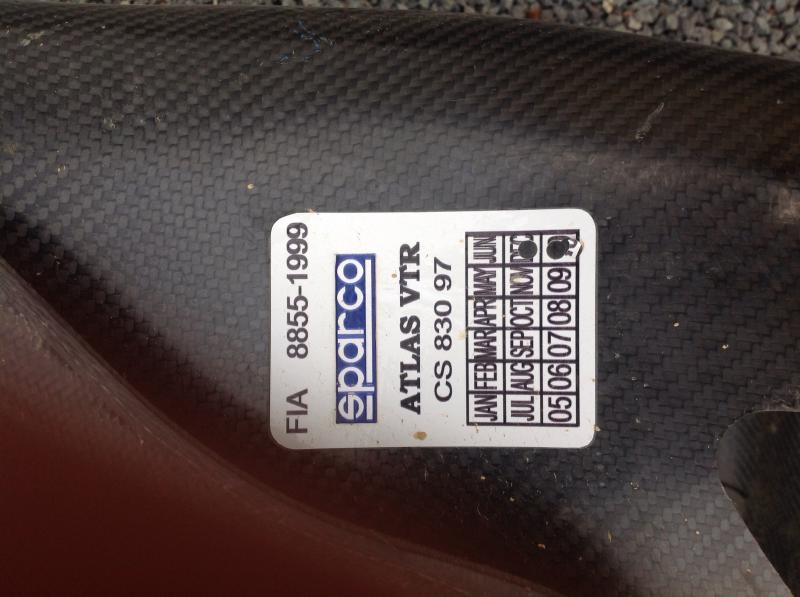 FIA 8855-1999
sparco
ATLAS VTR
CS 830 97
JAN FEB MAR APR MAY JUN
JUL AUG SEP OCT NOV DEC
05 06 07 08 09